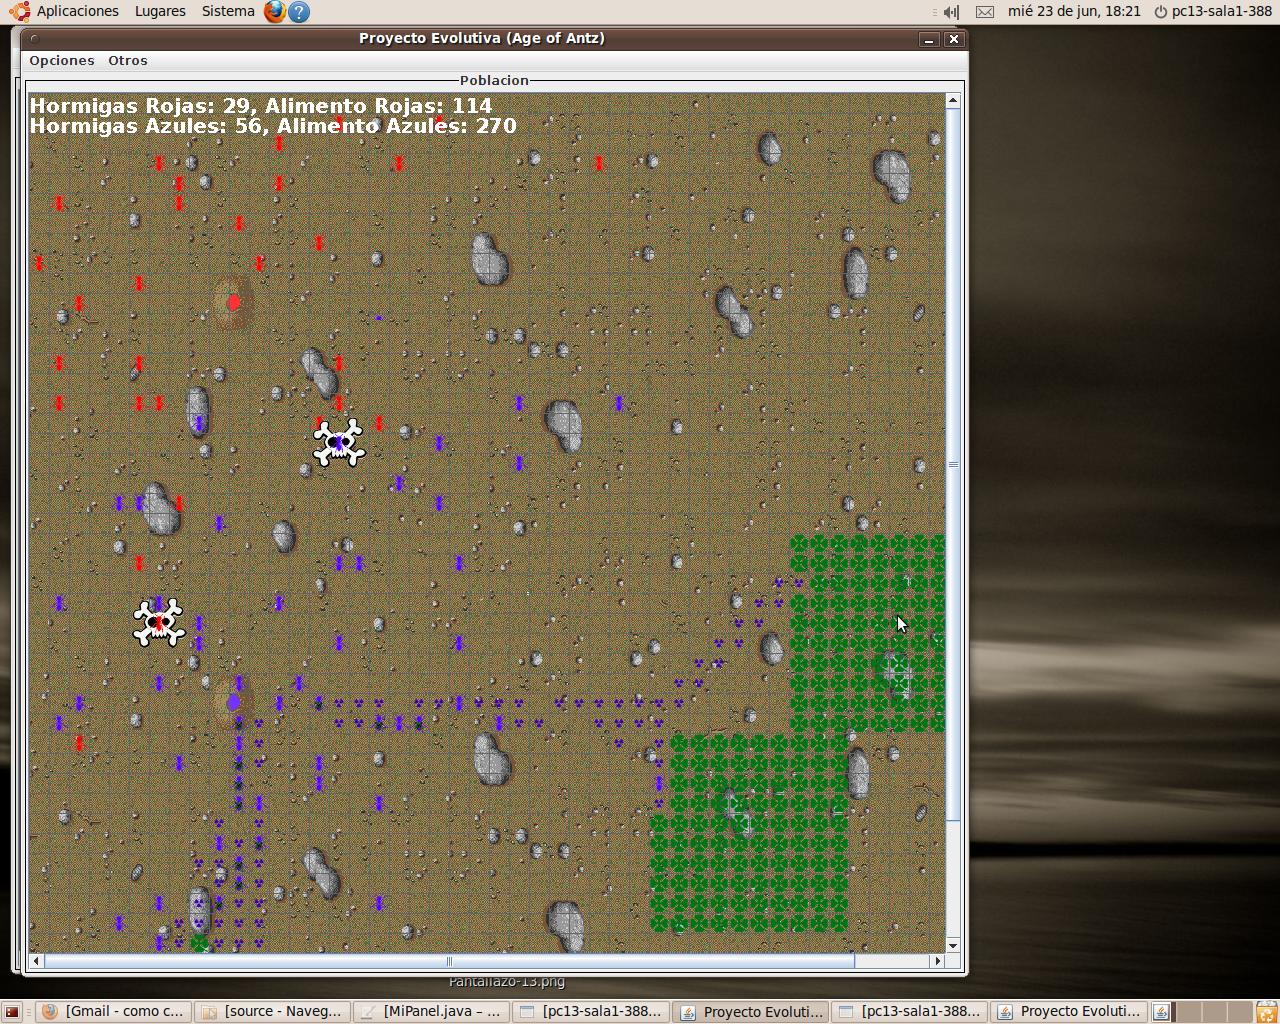 Aplicaciones Lugares Sistema
mié 23 de jun, 18:21 pc13-sala1-388
Proyecto Evolutiva (Age of Antz)
Opciones Otros
Poblacion
Hormigas Rojas: 29, Alimento Rojas: 114
Hormigas Azules: 56, Alimento Azules: 270
Pantallazo-13.png
[Gmail - como c... [source - Naveg... [MiPanel.java – ... [pc13-sala1-388... Proyecto Evoluti... [pc13-sala1-388... Proyecto Evoluti...